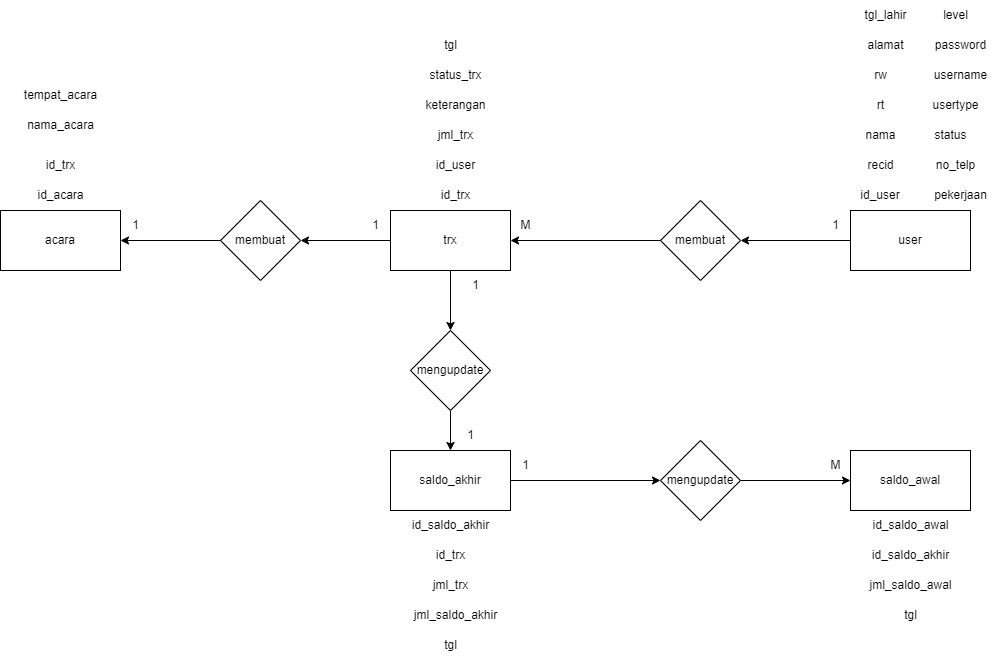 tgl_lahir level
tgl alamat password
status_trx rw username
tempat_acara
keterangan rt usertype
nama_acara
jml_trx nama status
id_trx id_user recid no_telp
id_acara id_trx id_user pekerjaan
1 1 M 1
acara membuat trx membuat user
1
mengupdate
1
1 M
saldo_akhir mengupdate saldo_awal
id_saldo_akhir id_saldo_awal
id_trx id_saldo_akhir
jml_trx jml_saldo_awal
jml_saldo_akhir tgl
tgl